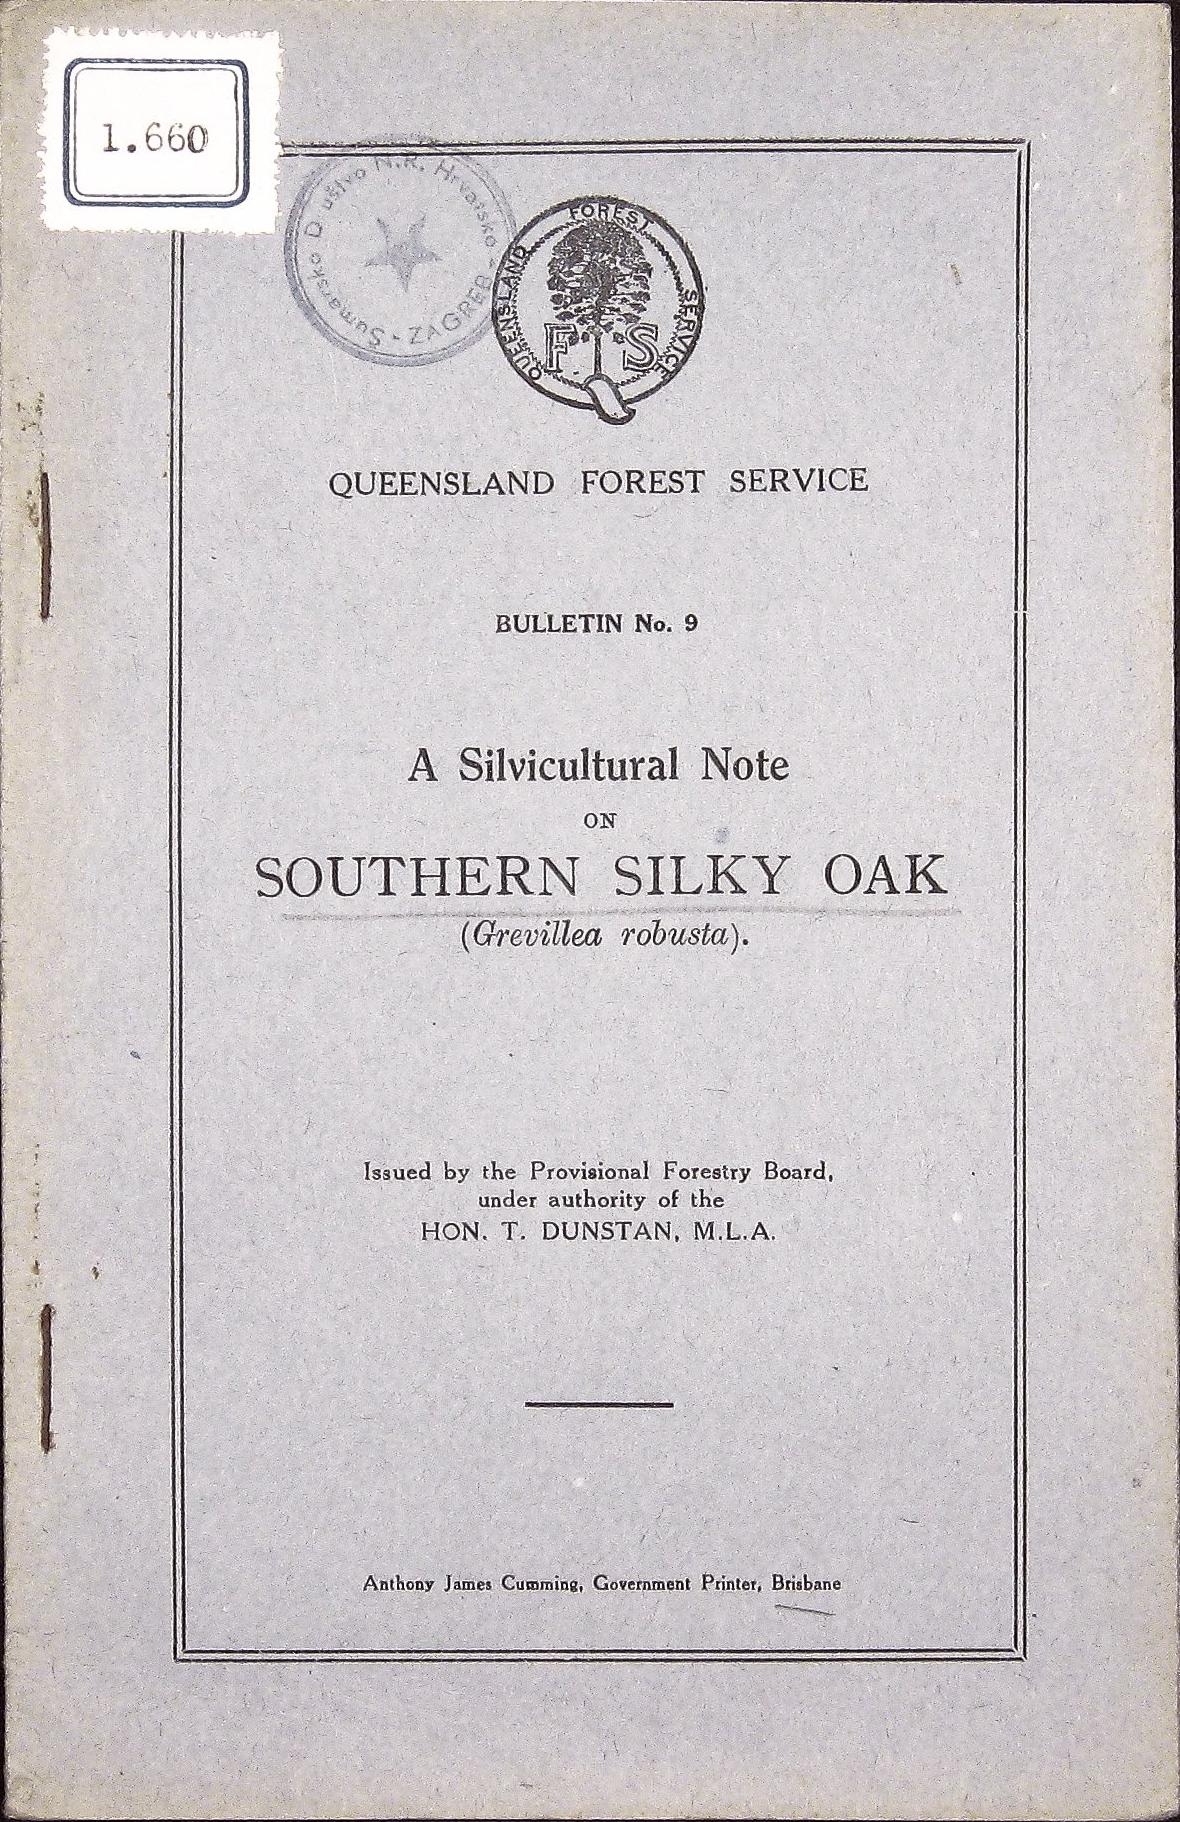 1.660
Šumarsko Društvo N.R. Hrvatsko - ZAGREB -
QUEENSLAND FOREST SERVICE
F S
QUEENSLAND FOREST SERVICE
BULLETIN No. 9
A Silvicultural Note
ON
SOUTHERN SILKY OAK
(Grevillea robusta).
Issued by the Provisional Forestry Board,
under authority of the
HON. T. DUNSTAN, M.L.A.
Anthony James Cumming, Government Printer, Brisbane